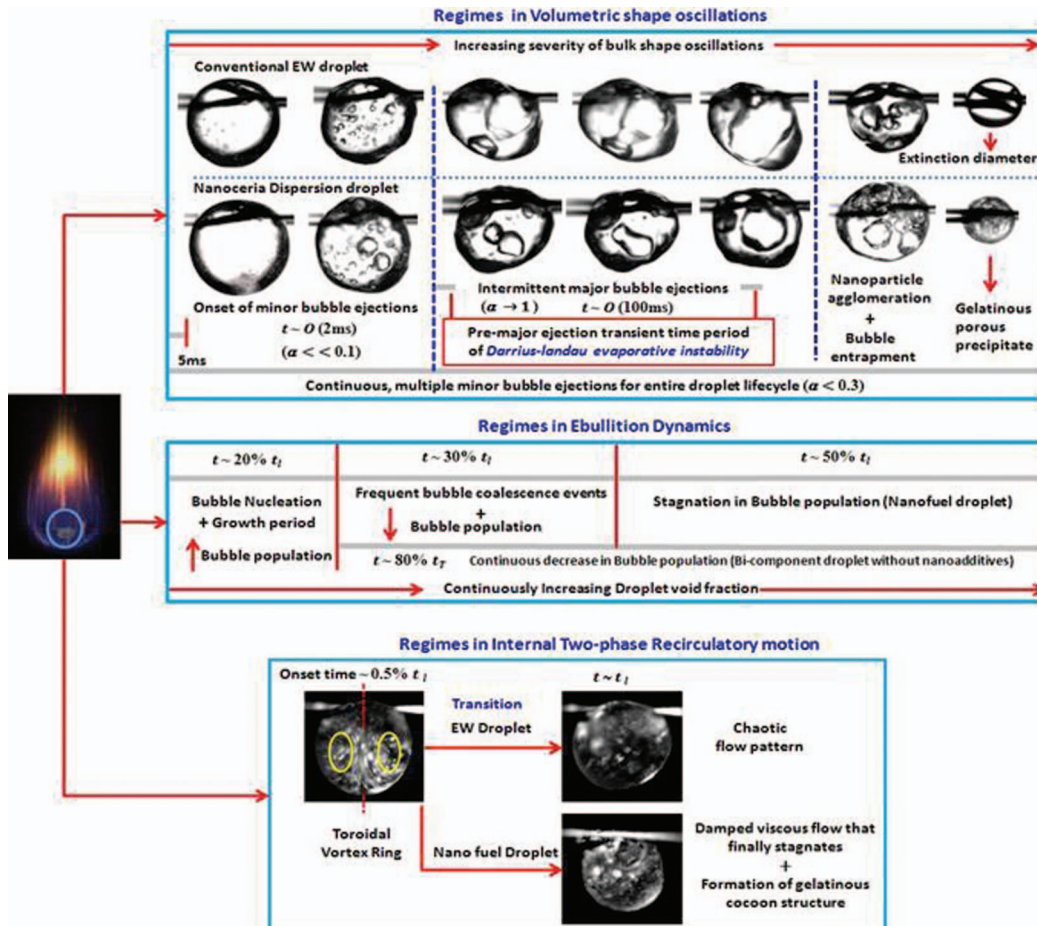 Regimes in Volumetric shape oscillations
Increasing severity of bulk shape oscillations
Conventional EW droplet
Extinction diameter
Nanoceria Dispersion droplet
Onset of minor bubble ejections
t ~ O (2ms)
(α < < 0.1)
5ms
Intermittent major bubble ejections
(α → 1) t ~ O (100ms)
Pre-major ejection transient time period
of Darrius-landau evaporative instability
Nanoparticle
agglomeration
+
Bubble
entrapment
Gelatinous
porous
precipitate
Continuous, multiple minor bubble ejections for entire droplet lifecycle (α < 0.3)
Regimes in Ebullition Dynamics
t ~ 20% t_l
t ~ 30% t_l
t ~ 50% t_l
Bubble Nucleation
+ Growth period
Bubble population
Frequent bubble coalescence events
+
Bubble population
Stagnation in Bubble population (Nanofuel droplet)
t ~ 80% t_T Continuous decrease in Bubble population (Bi-component droplet without nanoadditives)
Continuously Increasing Droplet void fraction
Regimes in Internal Two-phase Recirculatory motion
Onset time ~ 0.5% t_l
t ~ t_l
Transition
EW Droplet
Chaotic
flow pattern
Toroidal
Vortex Ring
Nano fuel Droplet
Damped viscous flow that
finally stagnates
+
Formation of gelatinous
cocoon structure